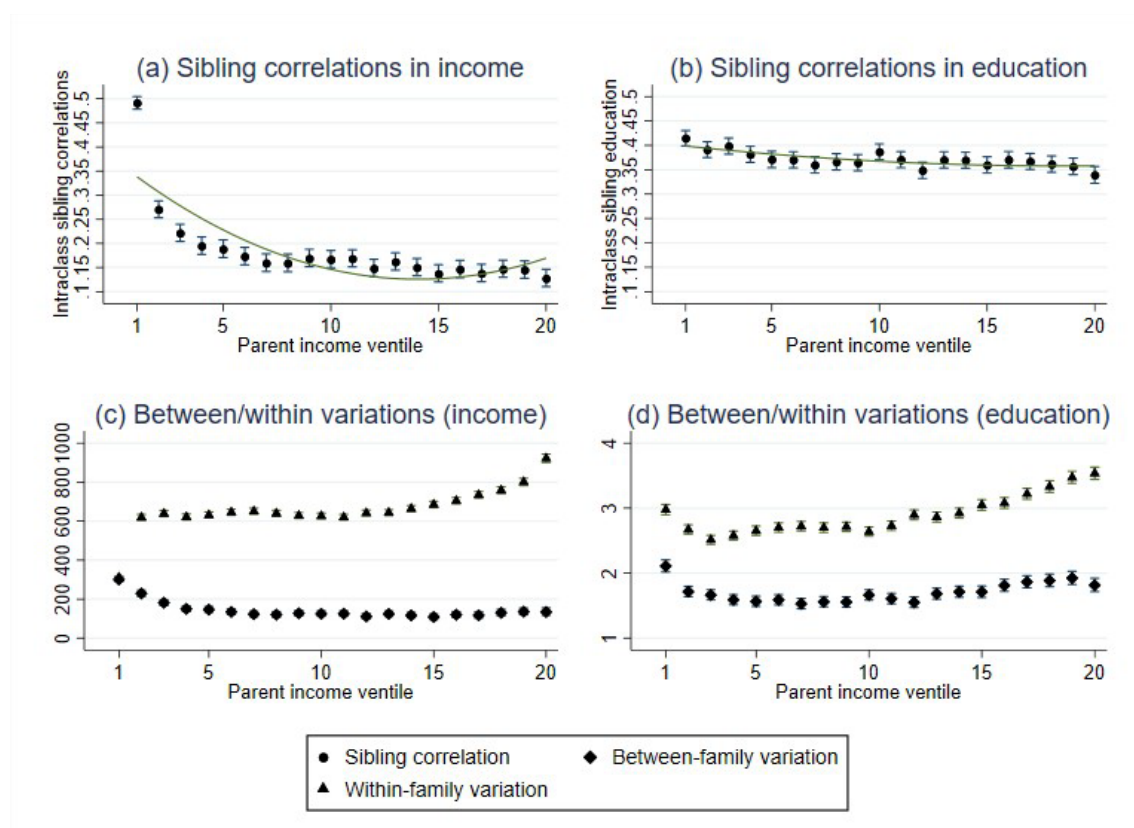 (a) Sibling correlations in income
Intraclass sibling correlations
.1 .15 .2 .25 .3 .35 .4 .45 .5
1 5 10 15 20
Parent income ventile
(b) Sibling correlations in education
Intraclass sibling education
.1 .15 .2 .25 .3 .35 .4 .45 .5
1 5 10 15 20
Parent income ventile
(c) Between/within variations (income)
0 200 400 600 800 1000
1 5 10 15 20
Parent income ventile
(d) Between/within variations (education)
1 2 3 4
1 5 10 15 20
Parent income ventile
Sibling correlation
Between-family variation
Within-family variation